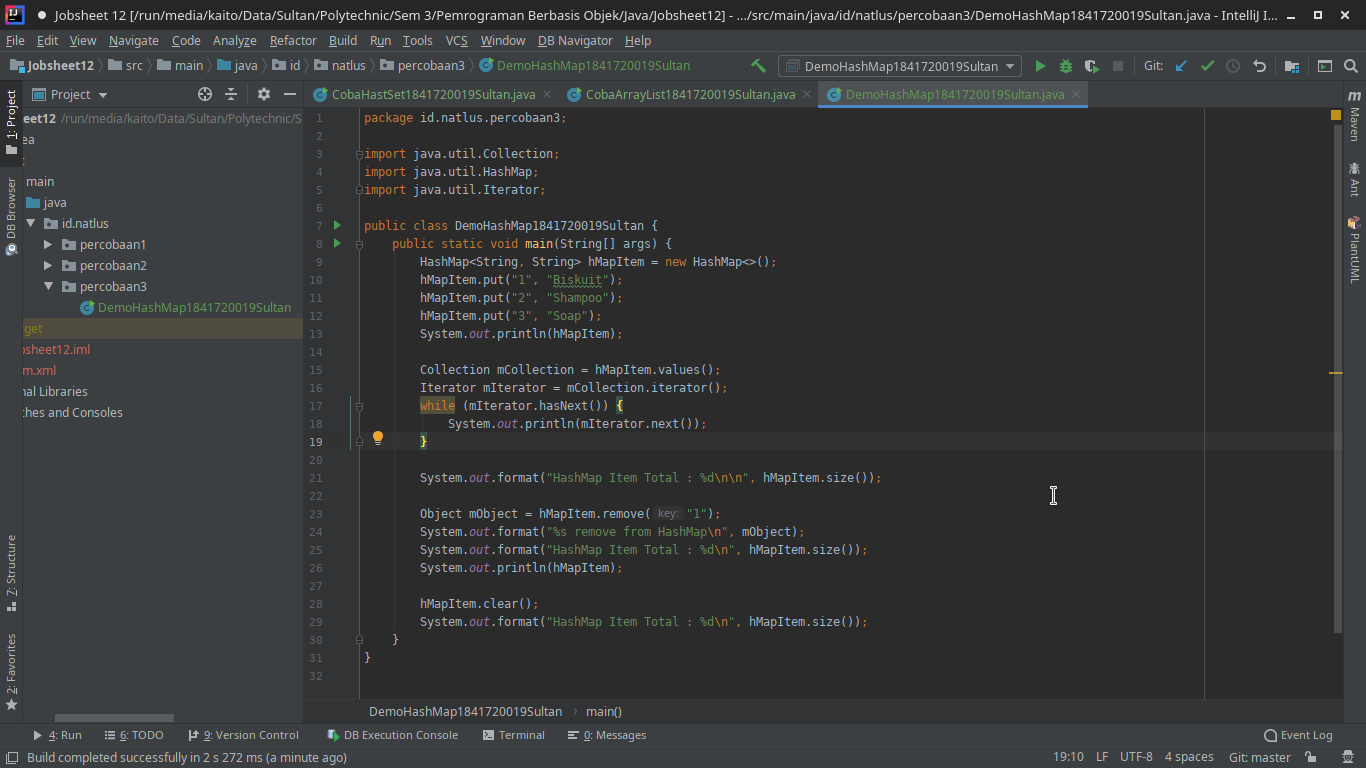 Jobsheet 12 [/run/media/kaito/Data/Sultan/Polytechnic/Sem 3/Pemrograman Berbasis Objek/Java/Jobsheet12] - .../src/main/java/id/natlus/percobaan3/DemoHashMap1841720019Sultan.java - IntelliJ I...
File Edit View Navigate Code Analyze Refactor Build Run Tools VCS Window DB Navigator Help
Jobsheet12 src main java id natlus percobaan3 DemoHashMap1841720019Sultan DemoHashMap1841720019Sultan Git:
Project CobaHastSet1841720019Sultan.java CobaArrayList1841720019Sultan.java DemoHashMap1841720019Sultan.java
1: Project
DB Browser
7: Structure
2: Favorites
eet12 /run/media/kaito/Data/Sultan/Polytechnic/S
ea
main
java
id.natlus
percobaan1
percobaan2
percobaan3
DemoHashMap1841720019Sultan
get
bsheet12.iml
m.xml
nal Libraries
ches and Consoles
1 package id.natlus.percobaan3;
2
3 import java.util.Collection;
4 import java.util.HashMap;
5 import java.util.Iterator;
6
7 public class DemoHashMap1841720019Sultan {
8 public static void main(String[] args) {
9 HashMap<String, String> hMapItem = new HashMap<>();
10 hMapItem.put("1", "Biskuit");
11 hMapItem.put("2", "Shampoo");
12 hMapItem.put("3", "Soap");
13 System.out.println(hMapItem);
14
15 Collection mCollection = hMapItem.values();
16 Iterator mIterator = mCollection.iterator();
17 while (mIterator.hasNext()) {
18 System.out.println(mIterator.next());
19 }
20
21 System.out.format("HashMap Item Total : %d\n\n", hMapItem.size());
22
23 Object mObject = hMapItem.remove( key: "1");
24 System.out.format("%s remove from HashMap\n", mObject);
25 System.out.format("HashMap Item Total : %d\n", hMapItem.size());
26 System.out.println(hMapItem);
27
28 hMapItem.clear();
29 System.out.format("HashMap Item Total : %d\n", hMapItem.size());
30 }
31 }
32
Maven
Ant
PlantUML
DemoHashMap1841720019Sultan main()
4: Run 6: TODO 9: Version Control DB Execution Console Terminal 0: Messages Event Log
Build completed successfully in 2 s 272 ms (a minute ago) 19:10 LF UTF-8 4 spaces Git: master